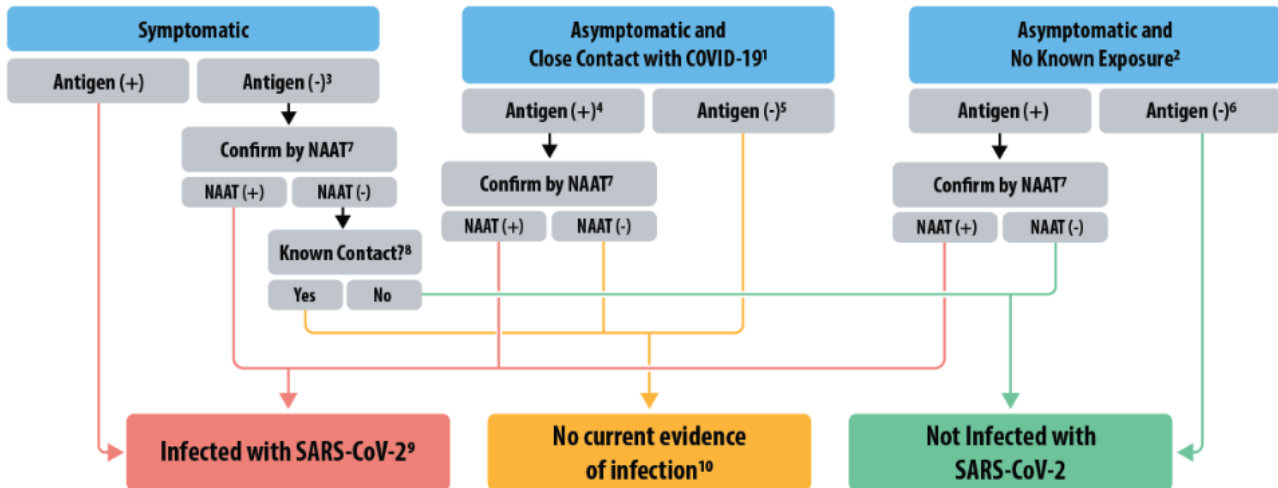 Symptomatic
Antigen (+)
Antigen (-)³
Confirm by NAAT⁷
NAAT (+)
NAAT (-)
Known Contact?⁸
Yes
No
Asymptomatic and
Close Contact with COVID-19¹
Antigen (+)⁴
Antigen (-)⁵
Confirm by NAAT⁷
NAAT (+)
NAAT (-)
Asymptomatic and
No Known Exposure²
Antigen (+)
Antigen (-)⁶
Confirm by NAAT⁷
NAAT (+)
NAAT (-)
Infected with SARS-CoV-2⁹
No current evidence
of infection¹⁰
Not Infected with
SARS-CoV-2